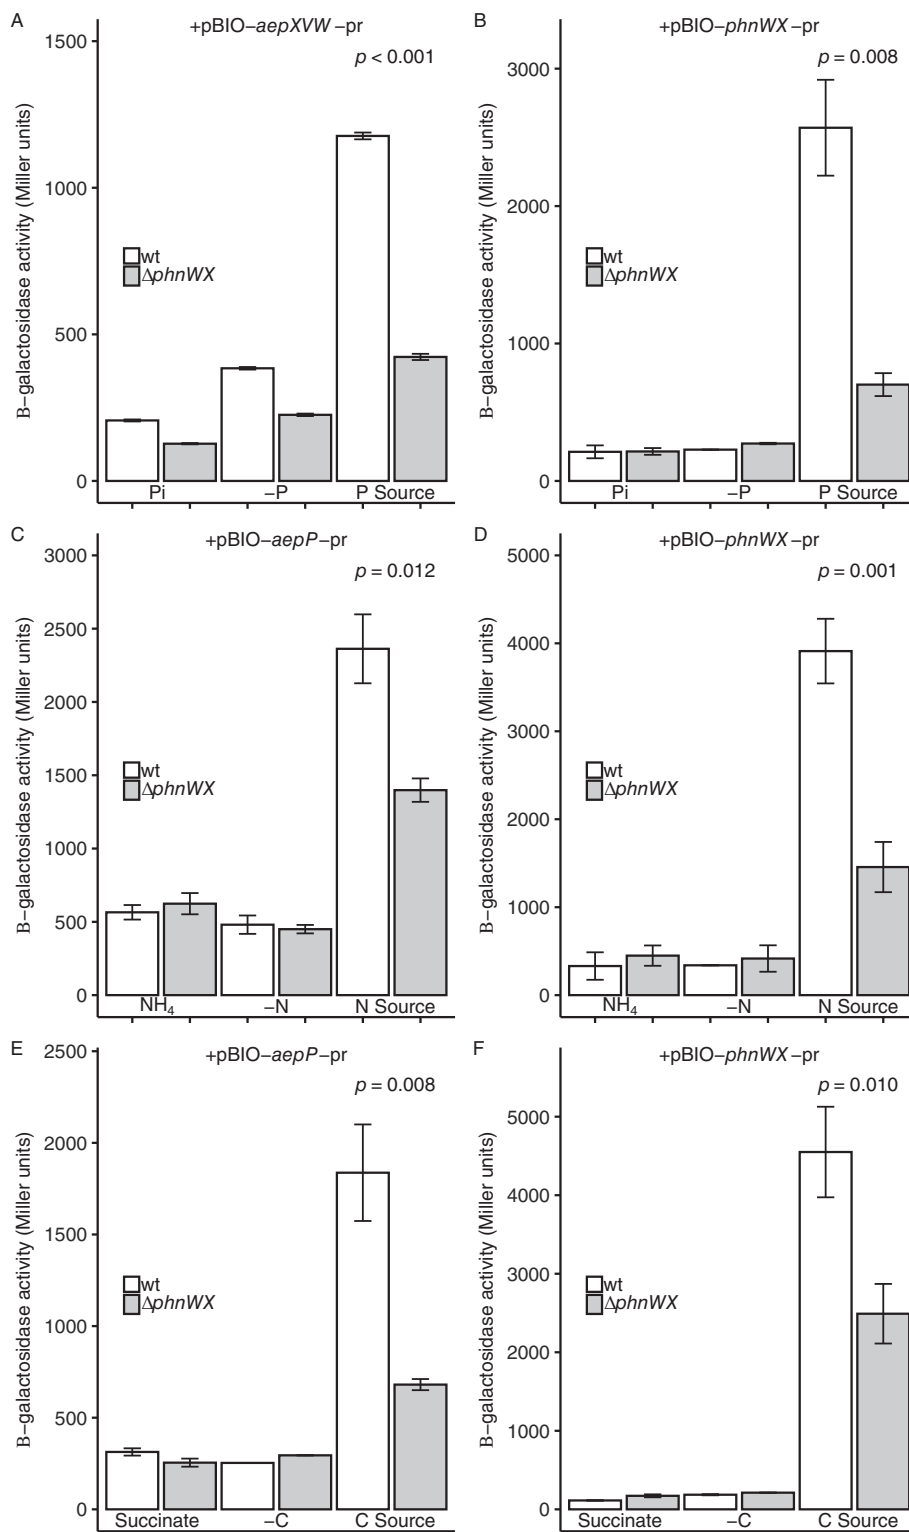 A
+pBIO−aepXVW−pr
p < 0.001
B−galactosidase activity (Miller units)
1500
1000
500
0
wt
ΔphnWX
Pi
−P
P Source
B
+pBIO−phnWX−pr
p = 0.008
B−galactosidase activity (Miller units)
3000
2000
1000
0
wt
ΔphnWX
Pi
−P
P Source
C
+pBIO−aepP−pr
p = 0.012
B−galactosidase activity (Miller units)
3000
2500
2000
1500
1000
500
0
wt
ΔphnWX
NH4
−N
N Source
D
+pBIO−phnWX−pr
p = 0.001
B−galactosidase activity (Miller units)
5000
4000
3000
2000
1000
0
wt
ΔphnWX
NH4
−N
N Source
E
+pBIO−aepP−pr
p = 0.008
B−galactosidase activity (Miller units)
2500
2000
1500
1000
500
0
wt
ΔphnWX
Succinate
−C
C Source
F
+pBIO−phnWX−pr
p = 0.010
B−galactosidase activity (Miller units)
5000
4000
3000
2000
1000
0
wt
ΔphnWX
Succinate
−C
C Source